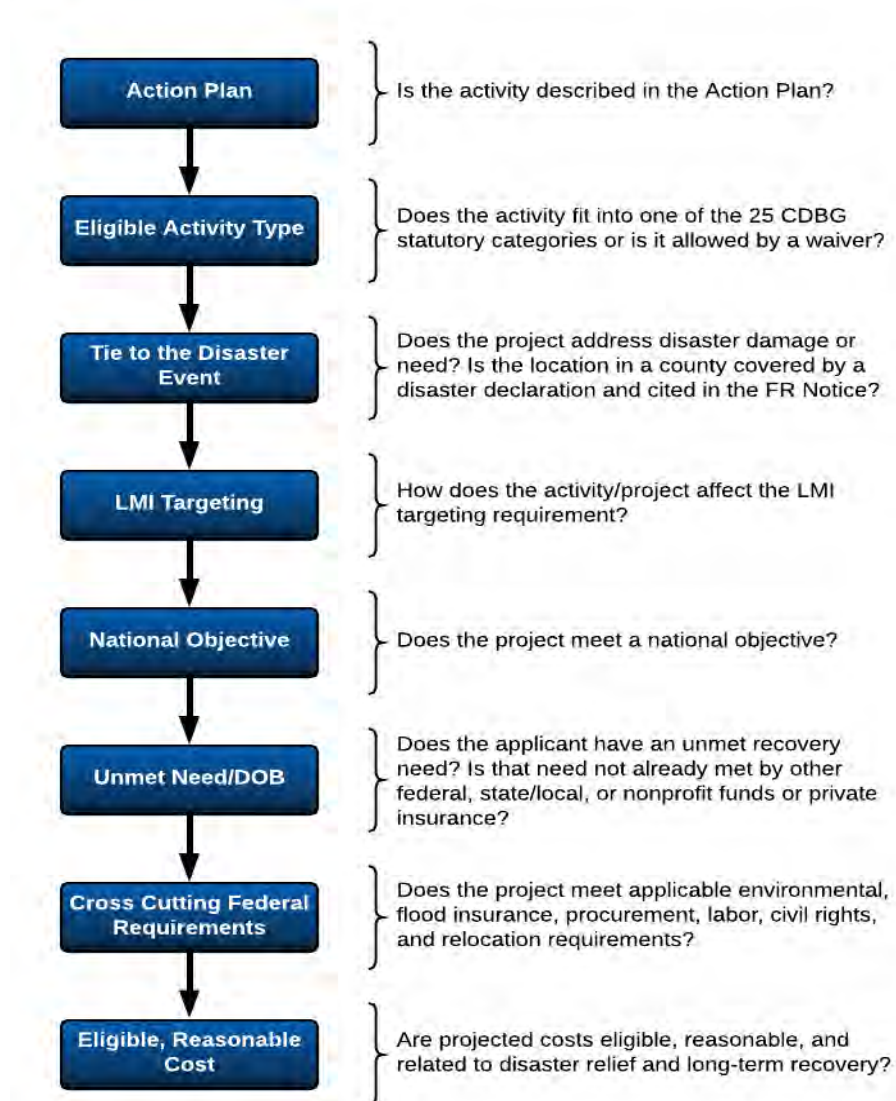 Action Plan
Is the activity described in the Action Plan?
Eligible Activity Type
Does the activity fit into one of the 25 CDBG
statutory categories or is it allowed by a waiver?
Tie to the Disaster
Event
Does the project address disaster damage or
need? Is the location in a county covered by a
disaster declaration and cited in the FR Notice?
LMI Targeting
How does the activity/project affect the LMI
targeting requirement?
National Objective
Does the project meet a national objective?
Unmet Need/DOB
Does the applicant have an unmet recovery
need? Is that need not already met by other
federal, state/local, or nonprofit funds or private
insurance?
Cross Cutting Federal
Requirements
Does the project meet applicable environmental,
flood insurance, procurement, labor, civil rights,
and relocation requirements?
Eligible, Reasonable
Cost
Are projected costs eligible, reasonable, and
related to disaster relief and long-term recovery?